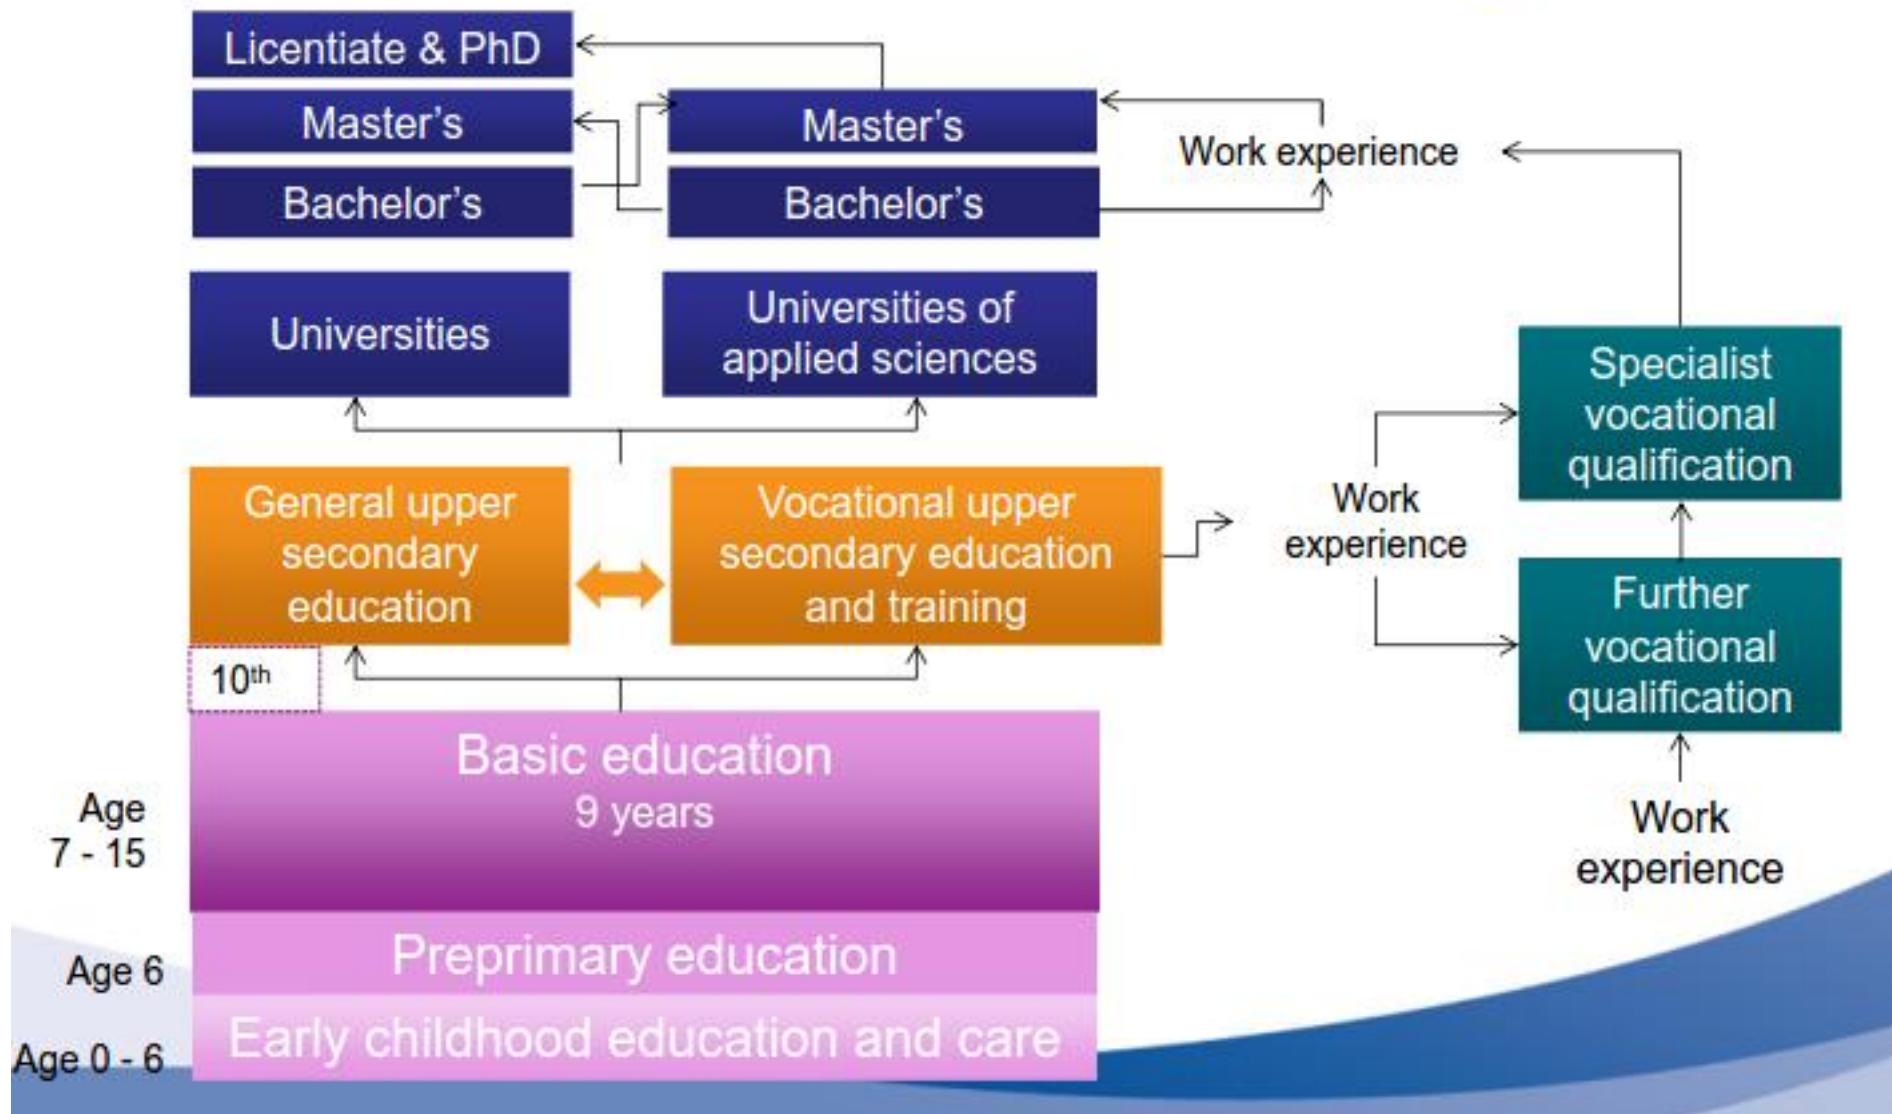 Licentiate & PhD
Master's
Master's
Work experience
Bachelor's
Bachelor's
Universities
Universities of
applied sciences
Specialist
vocational
qualification
General upper
secondary
education
Vocational upper
secondary education
and training
Work
experience
Further
vocational
qualification
10th
Basic education
9 years
Age
7 - 15
Work
experience
Age 6
Preprimary education
Age 0 - 6
Early childhood education and care